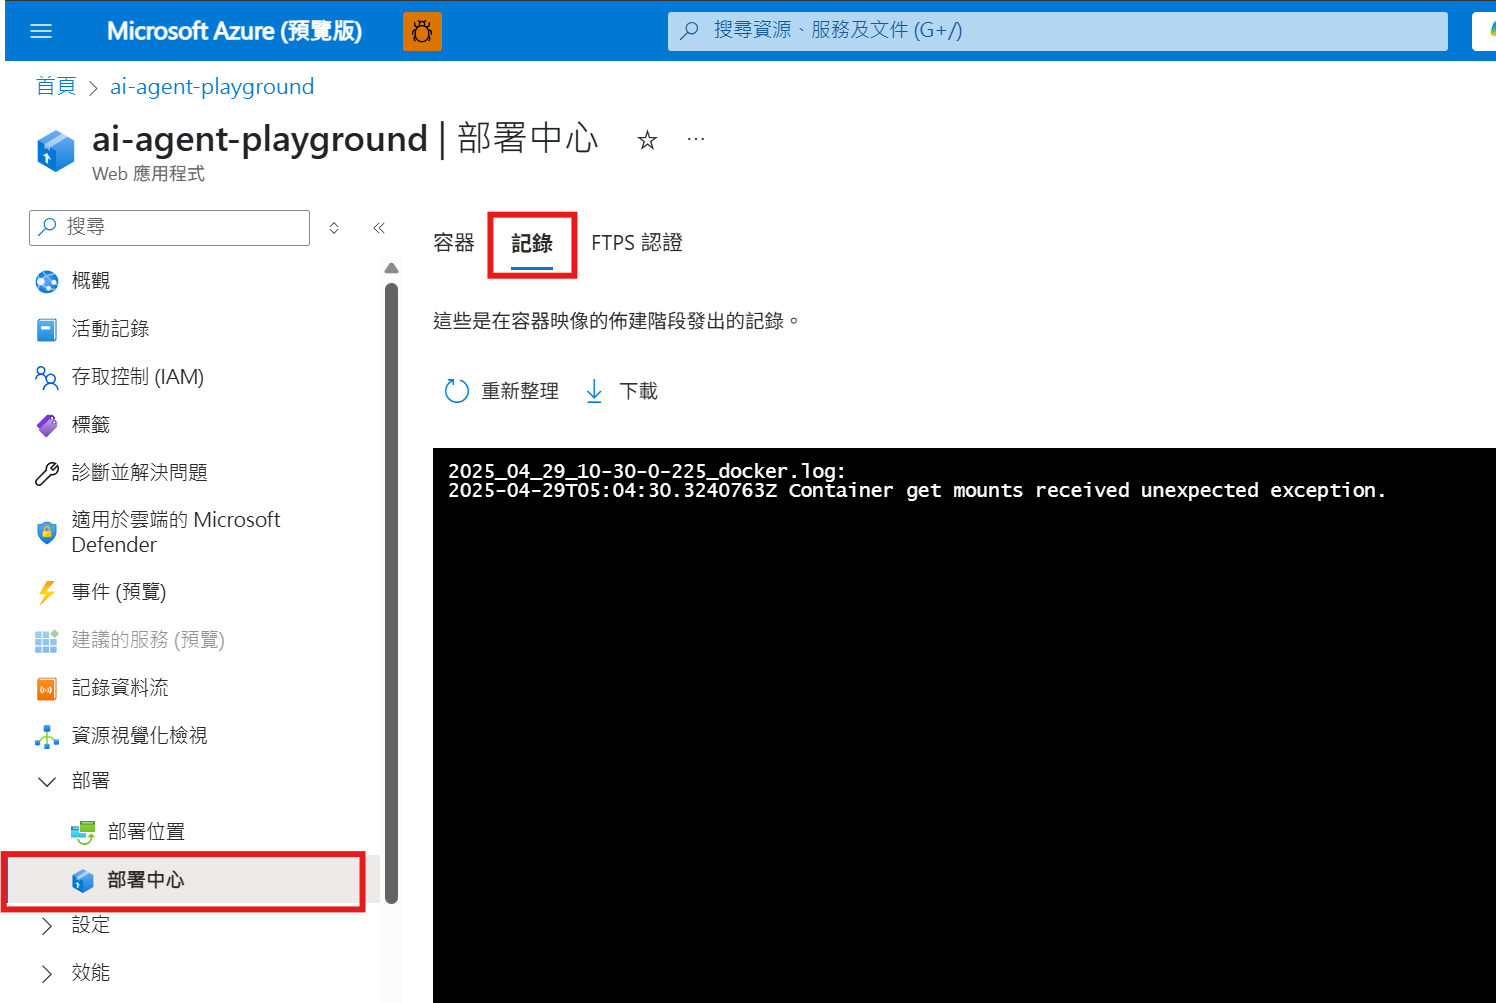 Microsoft Azure (預覽版)
搜尋資源、服務及文件 (G+/)
首頁 > ai-agent-playground
ai-agent-playground | 部署中心
Web 應用程式
搜尋
概觀
活動記錄
存取控制 (IAM)
標籤
診斷並解決問題
適用於雲端的 Microsoft
Defender
事件 (預覽)
建議的服務 (預覽)
記錄資料流
資源視覺化檢視
部署
部署位置
部署中心
設定
效能
容器 記錄 FTPS 認證
這些是在容器映像的佈建階段發出的記錄。
重新整理 下載
2025_04_29_10-30-0-225_docker.log:
2025-04-29T05:04:30.3240763Z Container get mounts received unexpected exception.